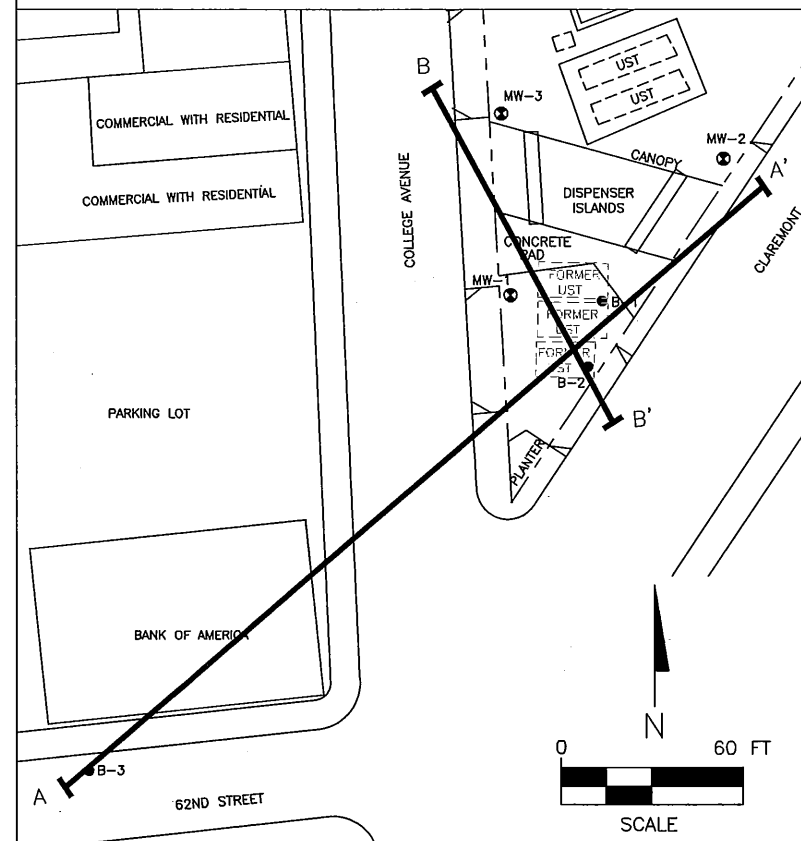 UST
UST
B
MW-3
COMMERCIAL WITH RESIDENTIAL
MW-2
CANOPY
A'
COMMERCIAL WITH RESIDENTIAL
COLLEGE AVENUE
DISPENSER
ISLANDS
CLAREMONT
CONCRETE
PAD
MW-1
FORMER
UST
B-1
FORMER
UST
FORMER
UST
B-2
PARKING LOT
B'
PLANTER
BANK OF AMERICA
N
0 60 FT
B-3
A
62ND STREET
SCALE